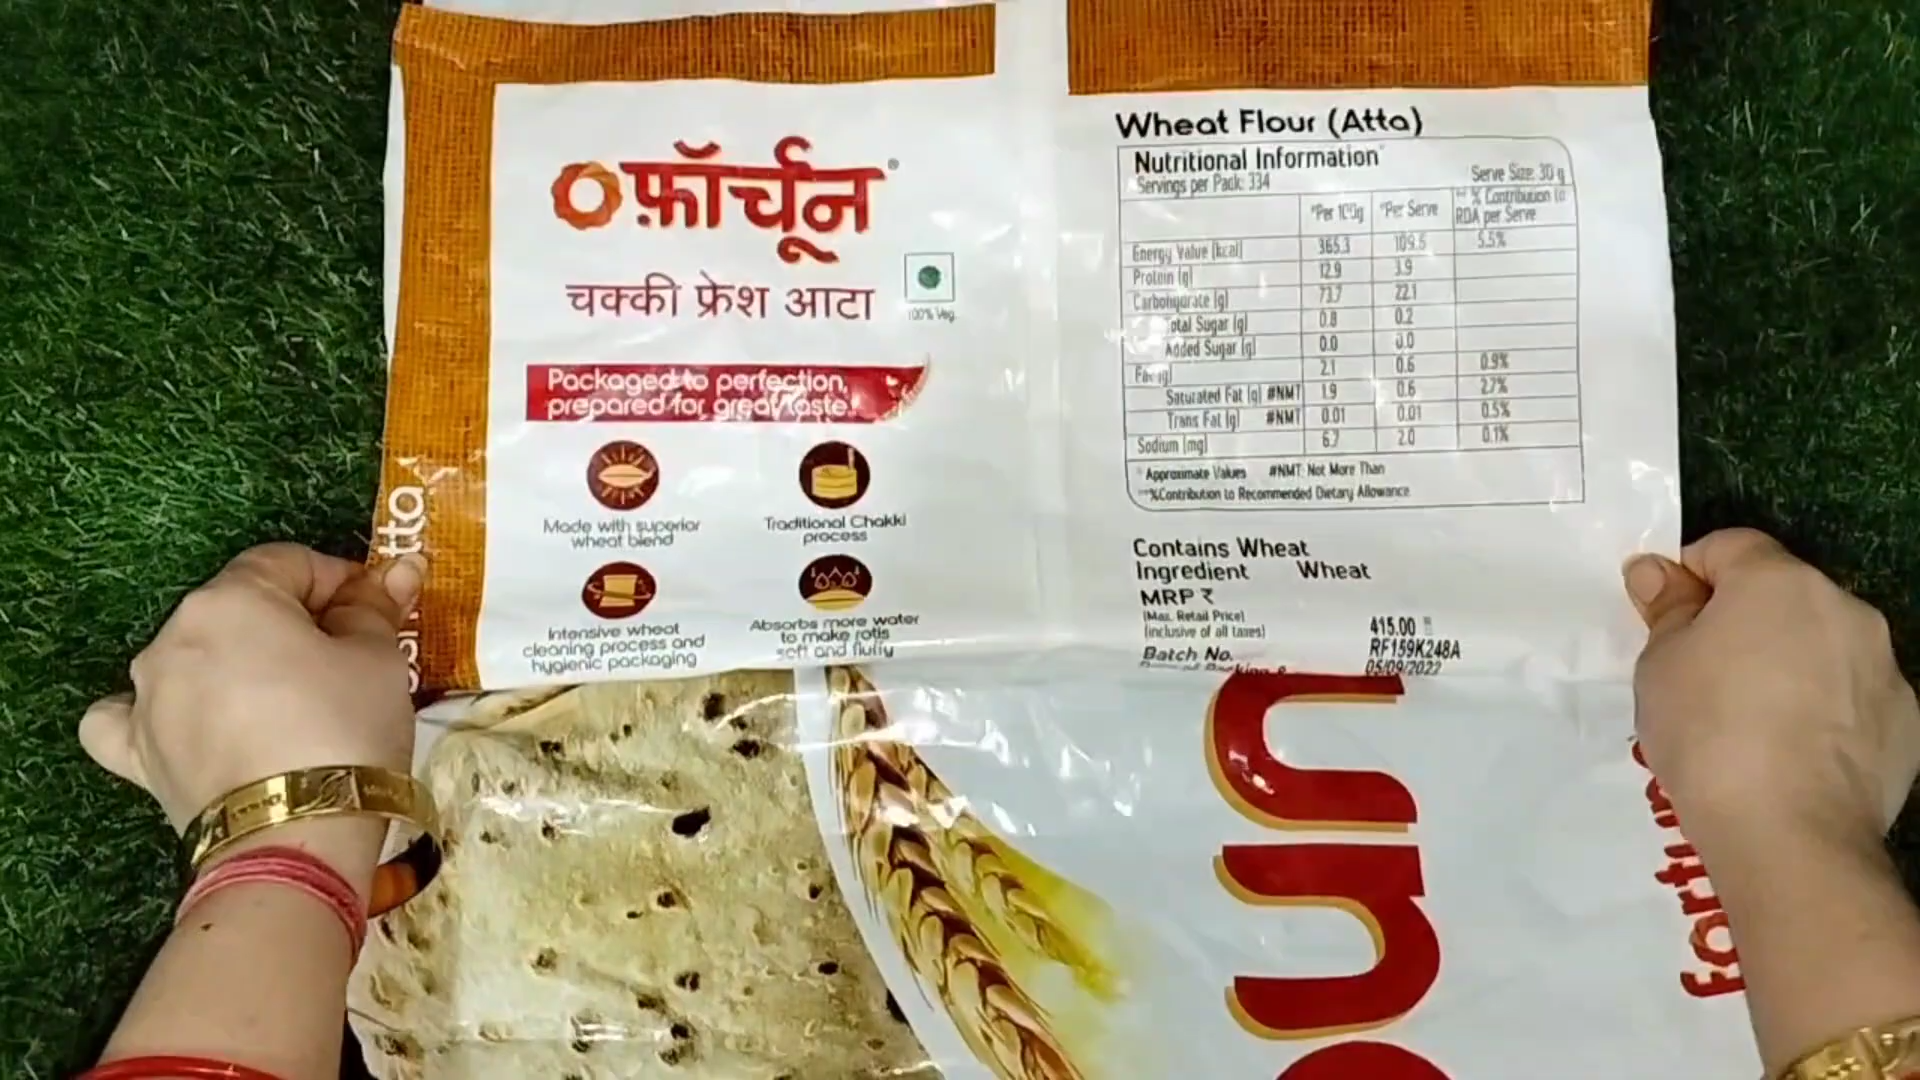 फ़ॉर्चून
चक्की फ्रेश आटा
100% Veg.
Packaged to perfection,
prepared for great taste.
Made with superior
wheat blend
Traditional Chakki
process
Intensive wheat
cleaning process and
hygienic packaging
Absorbs more water
to make rotis
soft and fluffy
Wheat Flour (Atta)
Nutritional Information
Servings per Pack: 334
Serve Size: 30 g
*Per 100g *Per Serve **% Contribution to
RDA per Serve
Energy Value (kcal) 365.3 109.6 5.5%
Protein (g) 12.9 3.9
Carbohydrate (g) 73.7 22.1
Total Sugar (g) 0.8 0.2
Added Sugar (g) 0.0 0.0
Fat (g) 2.1 0.6 0.9%
Saturated Fat (g) #NMT 1.9 0.6 2.7%
Trans Fat (g) #NMT 0.01 0.01 0.5%
Sodium (mg) 6.7 2.0 0.1%
*Approximate Values #NMT: Not More Than
**%Contribution to Recommended Dietary Allowance
Contains Wheat
Ingredient Wheat
MRP ₹
(Max. Retail Price)
(inclusive of all taxes)
415.00
Batch No. RF159K248A
05/09/2022
un
fortune
tta